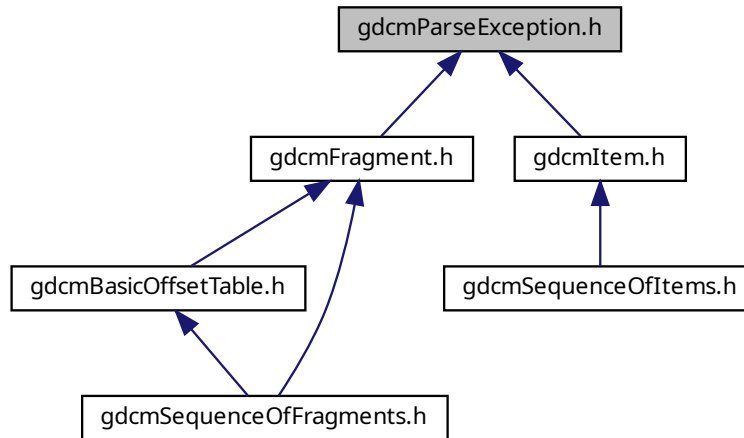 gdcmParseException.h
gdcmFragment.h
gdcmItem.h
gdcmBasicOffsetTable.h
gdcmSequenceOfItems.h
gdcmSequenceOfFragments.h